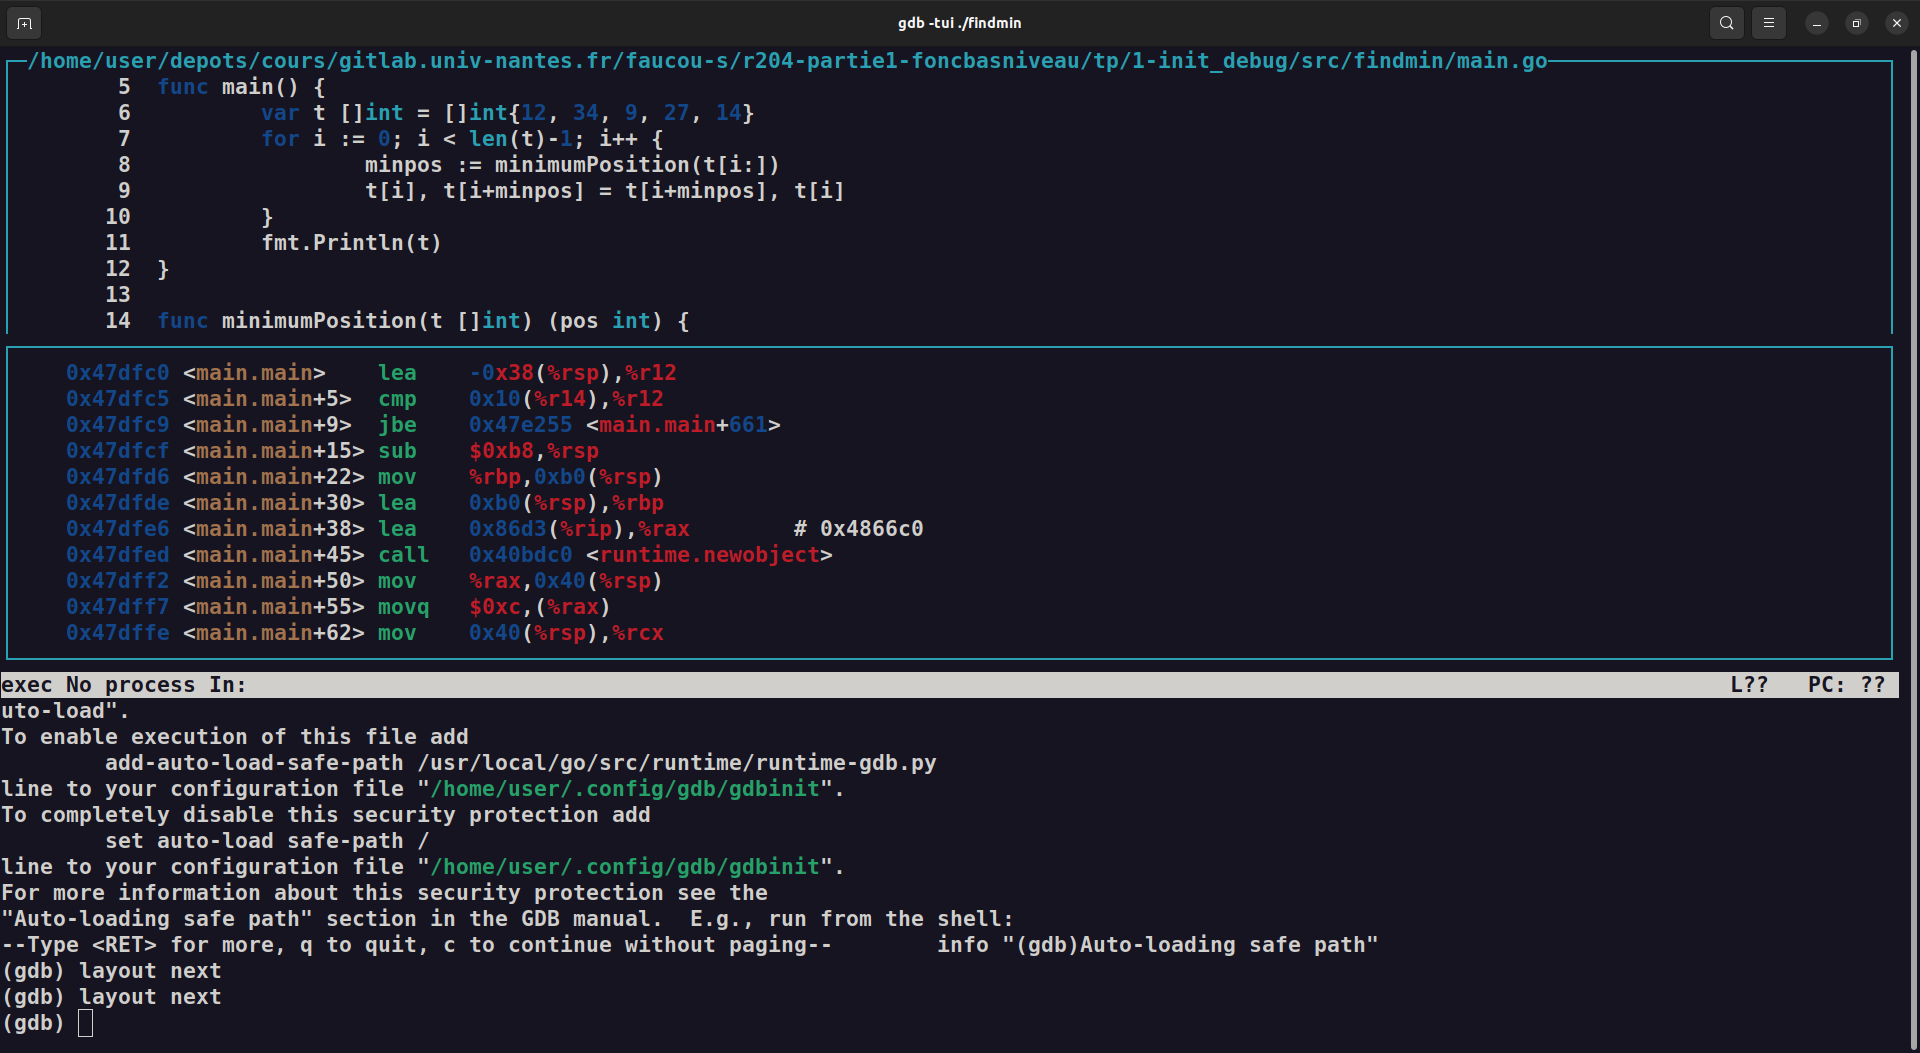 gdb -tui ./findmin
/home/user/depots/cours/gitlab.univ-nantes.fr/faucou-s/r204-partie1-foncbasniveau/tp/1-init_debug/src/findmin/main.go
5  func main() {
6          var t []int = []int{12, 34, 9, 27, 14}
7          for i := 0; i < len(t)-1; i++ {
8                  minpos := minimumPosition(t[i:])
9                  t[i], t[i+minpos] = t[i+minpos], t[i]
10         }
11         fmt.Println(t)
12 }
13
14 func minimumPosition(t []int) (pos int) {
0x47dfc0 <main.main>    lea    -0x38(%rsp),%r12
0x47dfc5 <main.main+5>  cmp    0x10(%r14),%r12
0x47dfc9 <main.main+9>  jbe    0x47e255 <main.main+661>
0x47dfcf <main.main+15> sub    $0xb8,%rsp
0x47dfd6 <main.main+22> mov    %rbp,0xb0(%rsp)
0x47dfde <main.main+30> lea    0xb0(%rsp),%rbp
0x47dfe6 <main.main+38> lea    0x86d3(%rip),%rax        # 0x4866c0
0x47dfed <main.main+45> call   0x40bdc0 <runtime.newobject>
0x47dff2 <main.main+50> mov    %rax,0x40(%rsp)
0x47dff7 <main.main+55> movq   $0xc,(%rax)
0x47dffe <main.main+62> mov    0x40(%rsp),%rcx
exec No process In:                    L??   PC: ??
uto-load".
To enable execution of this file add
        add-auto-load-safe-path /usr/local/go/src/runtime/runtime-gdb.py
line to your configuration file "/home/user/.config/gdb/gdbinit".
To completely disable this security protection add
        set auto-load safe-path /
line to your configuration file "/home/user/.config/gdb/gdbinit".
For more information about this security protection see the
"Auto-loading safe path" section in the GDB manual.  E.g., run from the shell:
--Type <RET> for more, q to quit, c to continue without paging--        info "(gdb)Auto-loading safe path"
(gdb) layout next
(gdb) layout next
(gdb)